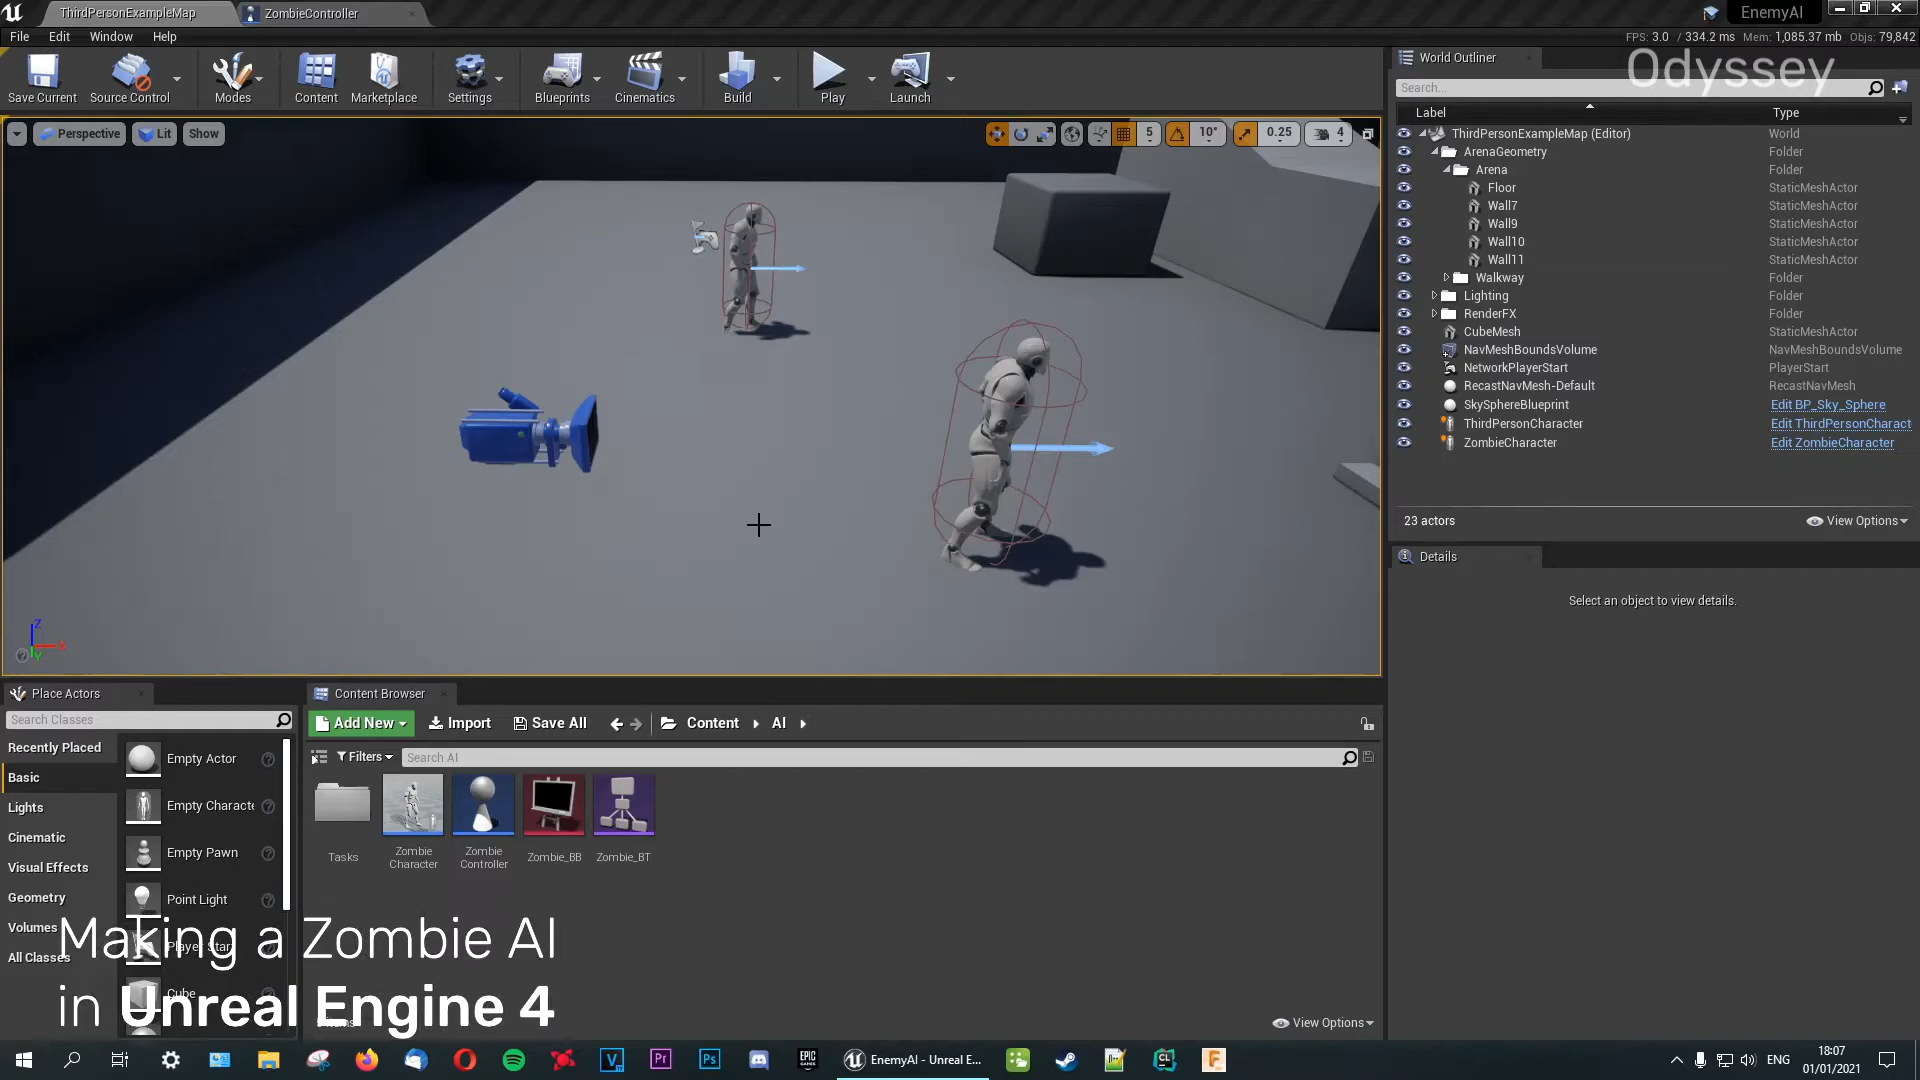 ThirdPersonExampleMap
ZombieController
EnemyAI
File Edit Window Help
FPS: 3.0 / 334.2 ms Mem: 1,085.37 mb Objs: 79,842
Save Current
Source Control
Modes
Content
Marketplace
Settings
Blueprints
Cinematics
Build
Play
Launch
Perspective
Lit
Show
5
10°
0.25
4
World Outliner
Odyssey
Search...
Label Type
ThirdPersonExampleMap (Editor) World
ArenaGeometry Folder
Arena Folder
Floor StaticMeshActor
Wall7 StaticMeshActor
Wall9 StaticMeshActor
Wall10 StaticMeshActor
Wall11 StaticMeshActor
Walkway Folder
Lighting Folder
RenderFX Folder
CubeMesh StaticMeshActor
NavMeshBoundsVolume NavMeshBoundsVolume
NetworkPlayerStart PlayerStart
RecastNavMesh-Default RecastNavMesh
SkySphereBlueprint Edit BP_Sky_Sphere
ThirdPersonCharacter Edit ThirdPersonCharact
ZombieCharacter Edit ZombieCharacter
23 actors
View Options
Details
Select an object to view details.
Z
X
Y
Place Actors
Search Classes
Recently Placed
Basic
Lights
Cinematic
Visual Effects
Geometry
Volumes
All Classes
Empty Actor
Empty Characte
Empty Pawn
Point Light
Player Start
Cube
Content Browser
Add New
Import
Save All
Content
AI
Filters
Search AI
Tasks
Zombie
Character
Zombie
Controller
Zombie_BB
Zombie_BT
View Options
Making a Zombie AI
in Unreal Engine 4
EnemyAI - Unreal E...
ENG
18:07
01/01/2021